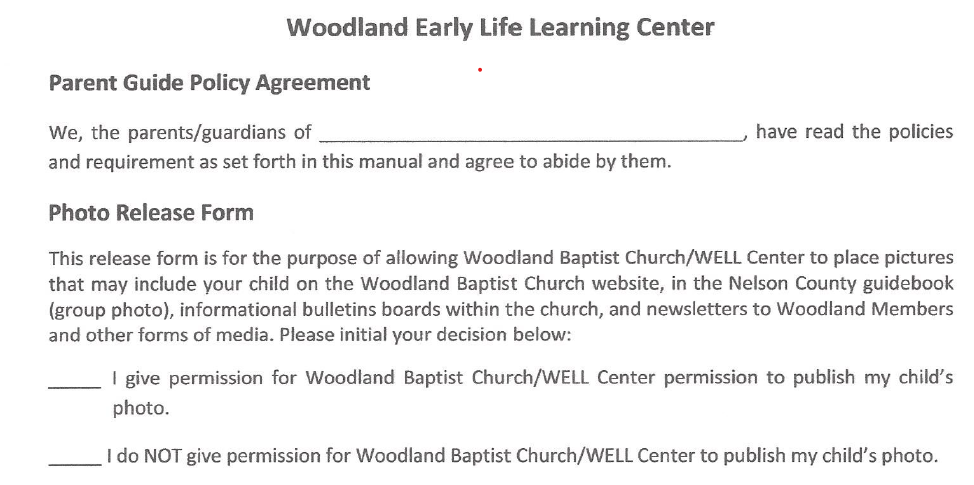 Woodland Early Life Learning Center
Parent Guide Policy Agreement
We, the parents/guardians of ________________________________________, have read the policies
and requirement as set forth in this manual and agree to abide by them.
Photo Release Form
This release form is for the purpose of allowing Woodland Baptist Church/WELL Center to place pictures
that may include your child on the Woodland Baptist Church website, in the Nelson County guidebook
(group photo), informational bulletins boards within the church, and newsletters to Woodland Members
and other forms of media. Please initial your decision below:
_____ I give permission for Woodland Baptist Church/WELL Center permission to publish my child's
photo.
_____ I do NOT give permission for Woodland Baptist Church/WELL Center to publish my child's photo.